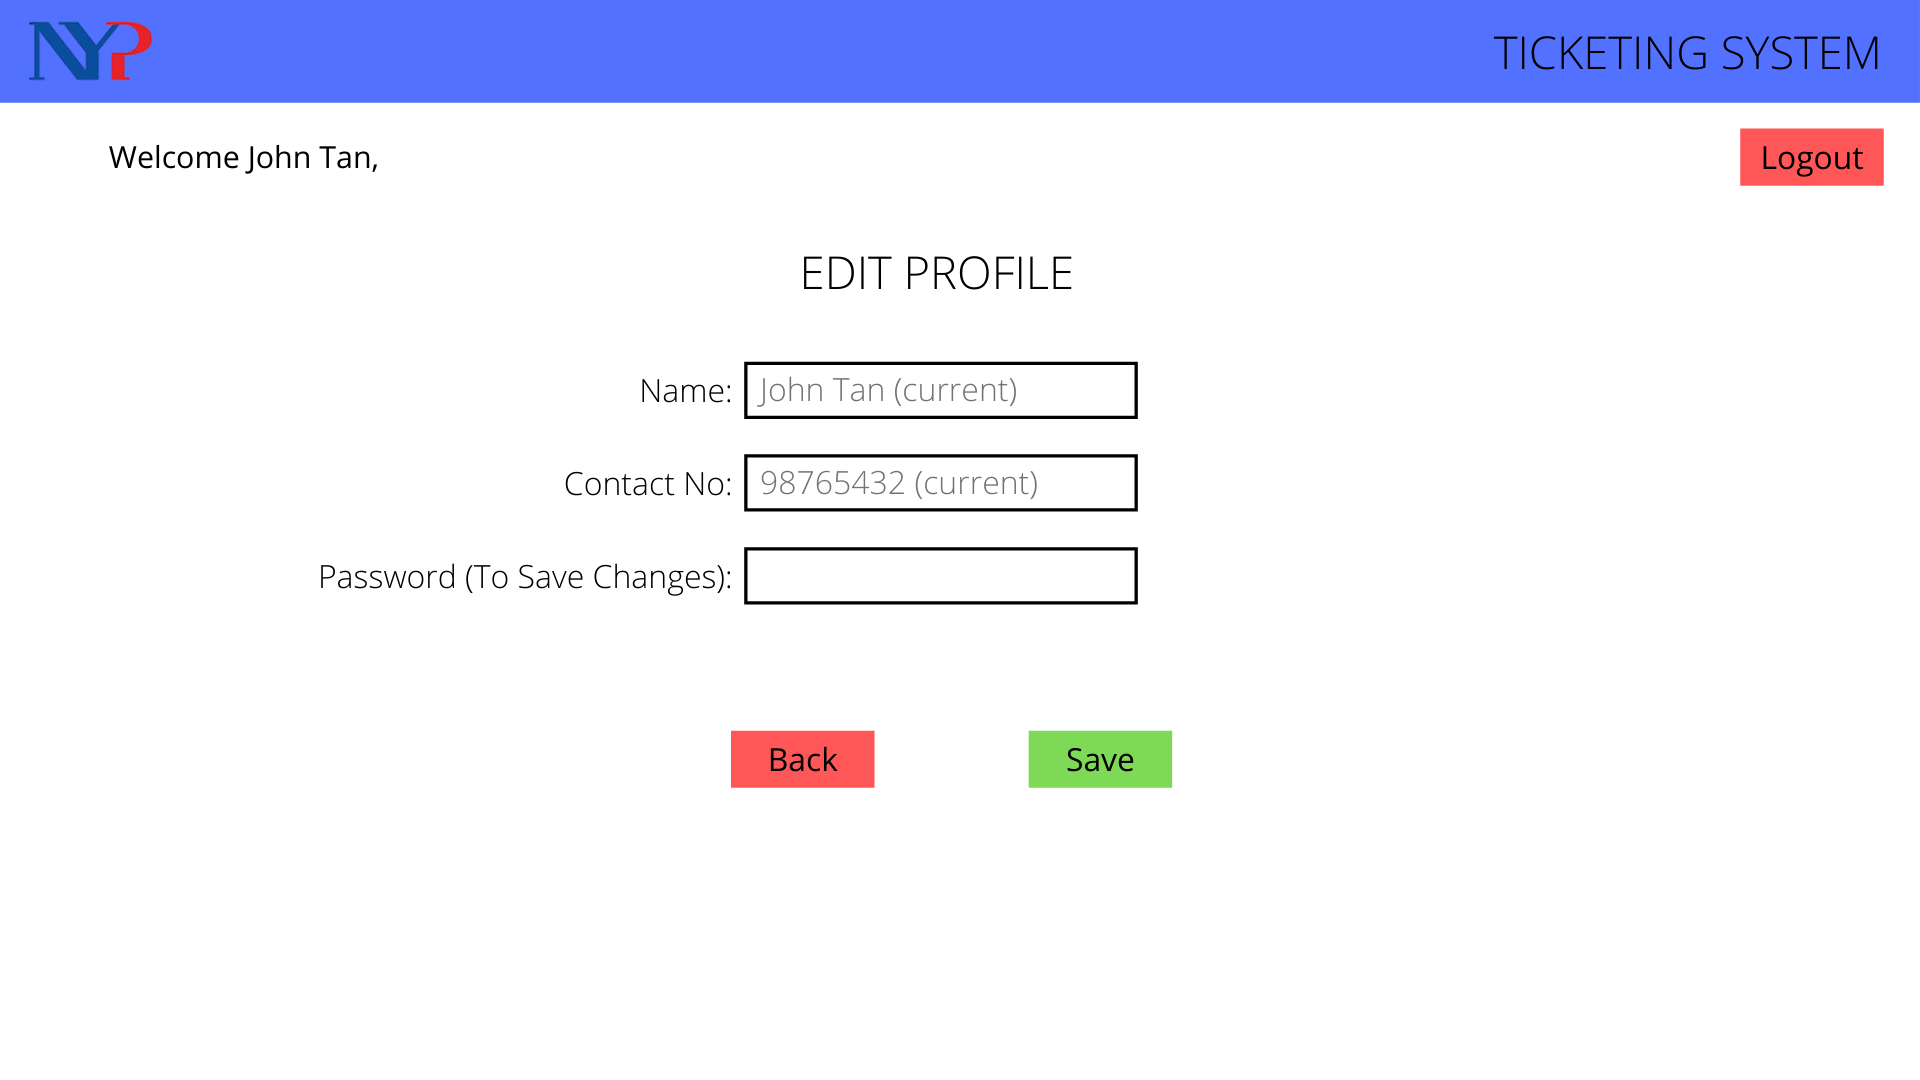 NYP
TICKETING SYSTEM
Welcome John Tan,
Logout
EDIT PROFILE
Name: John Tan (current)
Contact No: 98765432 (current)
Password (To Save Changes):
Back
Save